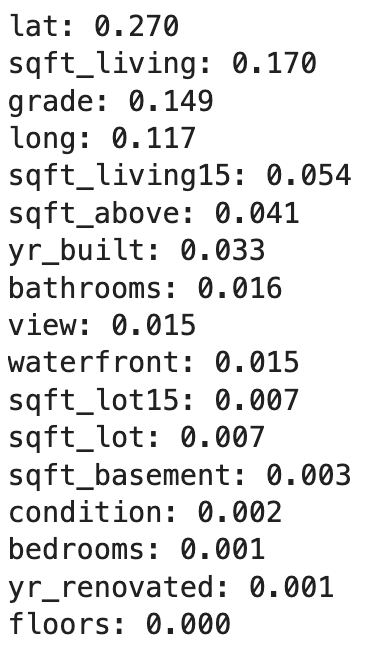 lat: 0.270
sqft_living: 0.170
grade: 0.149
long: 0.117
sqft_living15: 0.054
sqft_above: 0.041
yr_built: 0.033
bathrooms: 0.016
view: 0.015
waterfront: 0.015
sqft_lot15: 0.007
sqft_lot: 0.007
sqft_basement: 0.003
condition: 0.002
bedrooms: 0.001
yr_renovated: 0.001
floors: 0.000